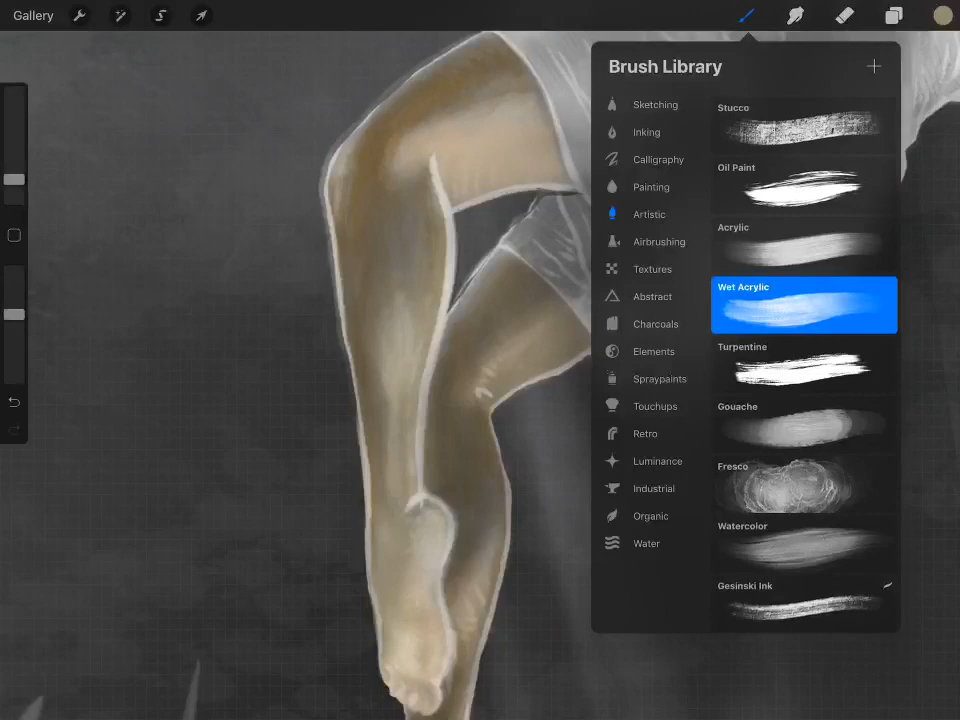 Gallery
Brush Library
Sketching
Inking
Calligraphy
Painting
Artistic
Airbrushing
Textures
Abstract
Charcoals
Elements
Spraypaints
Touchups
Retro
Luminance
Industrial
Organic
Water
Stucco
Oil Paint
Acrylic
Wet Acrylic
Turpentine
Gouache
Fresco
Watercolor
Gesinski Ink